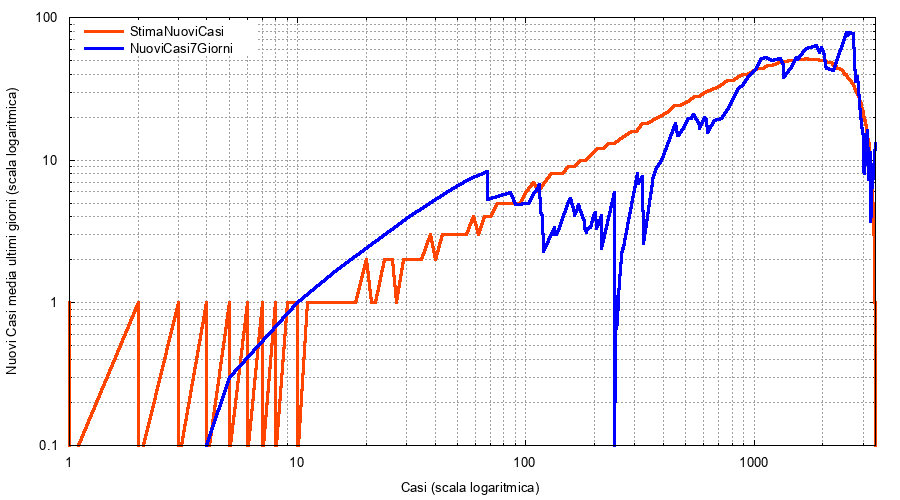 StimaNuoviCasi
NuoviCasi7Giorni
Nuovi Casi media ultimi giorni (scala logaritmica)
100
10
1
0.1
1
10
100
1000
Casi (scala logaritmica)